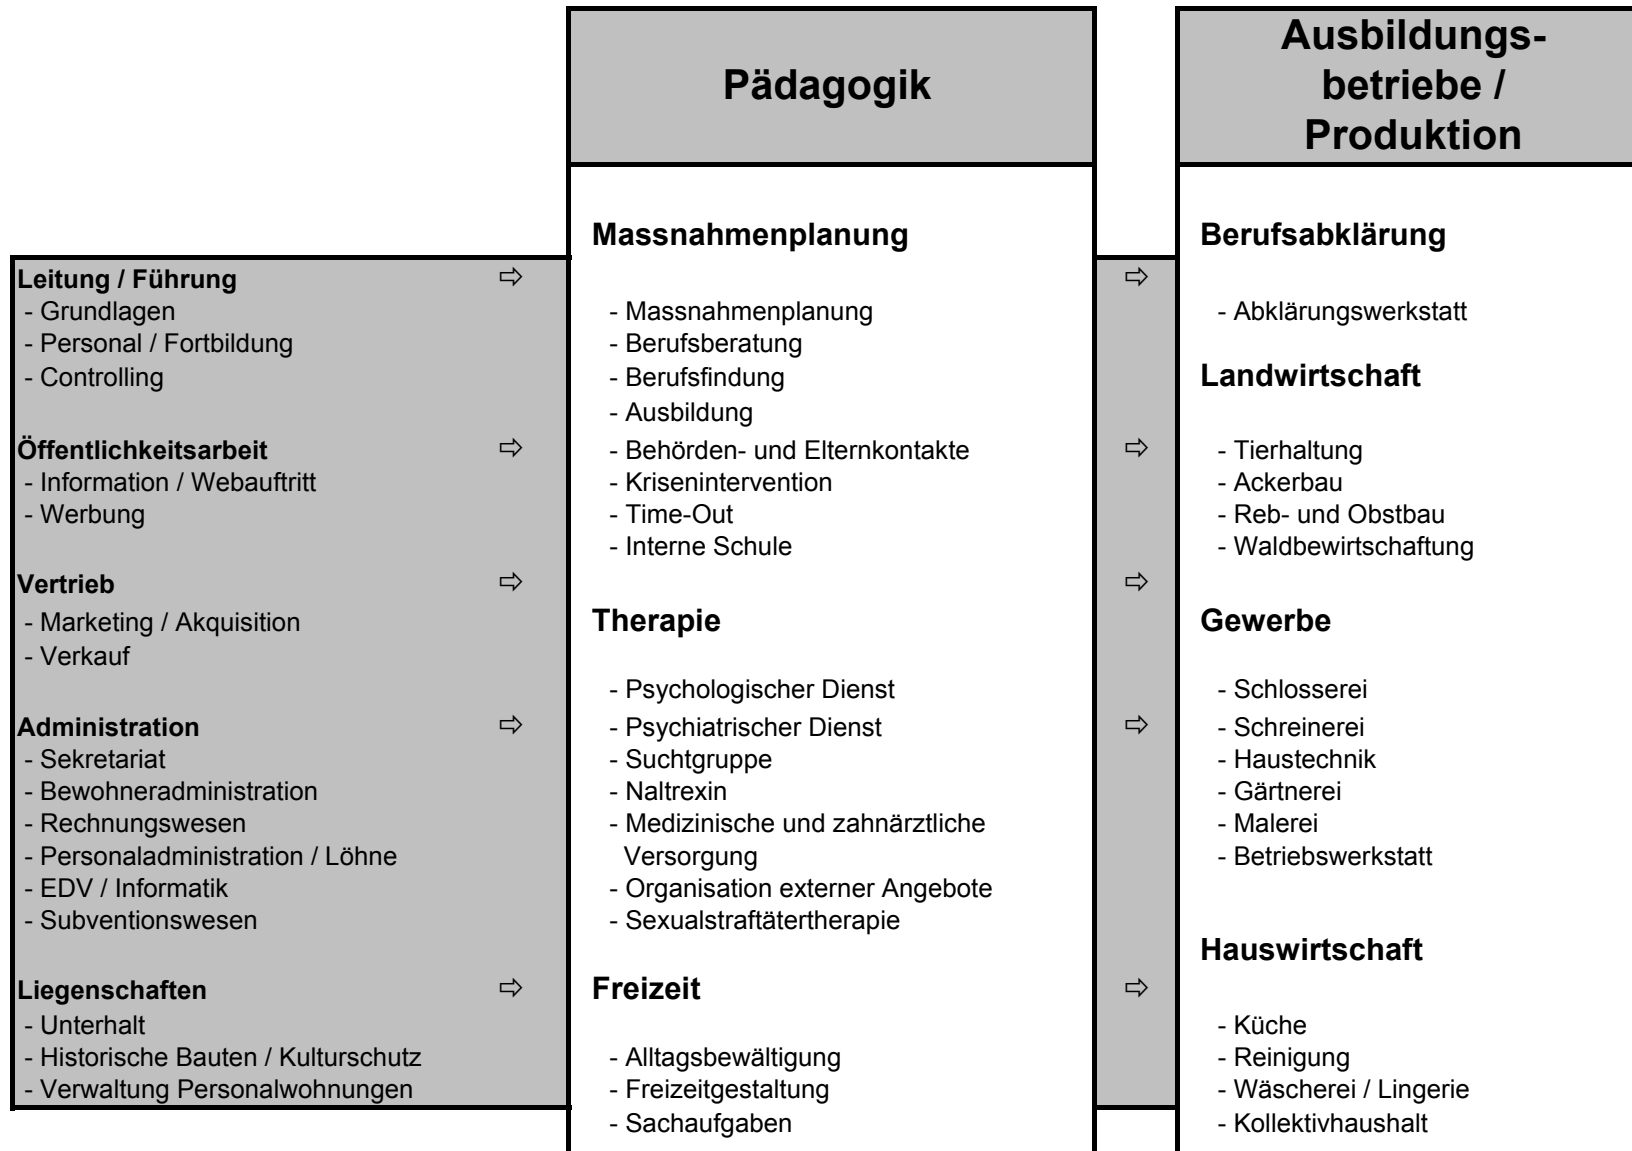 Pädagogik
Ausbildungs-
betriebe /
Produktion
Leitung / Führung ⇨
- Grundlagen
- Personal / Fortbildung
- Controlling
Öffentlichkeitsarbeit ⇨
- Information / Webauftritt
- Werbung
Vertrieb ⇨
- Marketing / Akquisition
- Verkauf
Administration ⇨
- Sekretariat
- Bewohneradministration
- Rechnungswesen
- Personaladministration / Löhne
- EDV / Informatik
- Subventionswesen
Liegenschaften ⇨
- Unterhalt
- Historische Bauten / Kulturschutz
- Verwaltung Personalwohnungen
Massnahmenplanung
- Massnahmenplanung
- Berufsberatung
- Berufsfindung
- Ausbildung
- Behörden- und Elternkontakte
- Krisenintervention
- Time-Out
- Interne Schule
Therapie
- Psychologischer Dienst
- Psychiatrischer Dienst
- Suchtgruppe
- Naltrexin
- Medizinische und zahnärztliche
Versorgung
- Organisation externer Angebote
- Sexualstraftätertherapie
Freizeit
- Alltagsbewältigung
- Freizeitgestaltung
- Sachaufgaben
⇨
⇨
⇨
⇨
⇨
Berufsabklärung
- Abklärungswerkstatt
Landwirtschaft
- Tierhaltung
- Ackerbau
- Reb- und Obstbau
- Waldbewirtschaftung
Gewerbe
- Schlosserei
- Schreinerei
- Haustechnik
- Gärtnerei
- Malerei
- Betriebswerkstatt
Hauswirtschaft
- Küche
- Reinigung
- Wäscherei / Lingerie
- Kollektivhaushalt